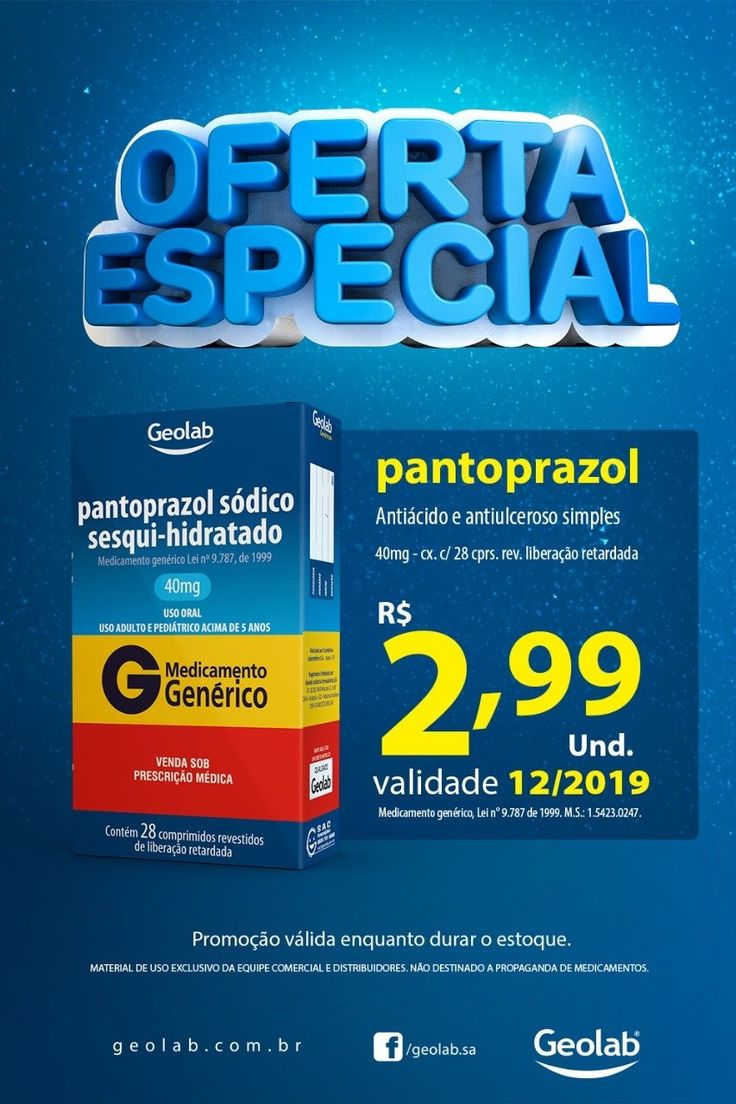 OFERTA
ESPECIAL
Geolab
pantoprazol sódico
sesqui-hidratado
Medicamento genérico Lei nº 9.787, de 1999
40mg
USO ORAL
USO ADULTO E PEDIÁTRICO ACIMA DE 5 ANOS
G Medicamento
Genérico
VENDA SOB
PRESCRIÇÃO MÉDICA
Contém 28 comprimidos revestidos
de liberação retardada
Geolab
QUALIDADE
Geolab
SAC
pantoprazol
Antiácido e antiulceroso simples
40mg - cx. c/ 28 cprs. rev. liberação retardada
R$
2,99
Und.
validade 12/2019
Medicamento genérico, Lei n° 9.787 de 1999. M.S.: 1.5423.0247.
Promoção válida enquanto durar o estoque.
MATERIAL DE USO EXCLUSIVO DA EQUIPE COMERCIAL E DISTRIBUIDORES. NÃO DESTINADO A PROPAGANDA DE MEDICAMENTOS.
geolab.com.br
f /geolab.sa
Geolab®